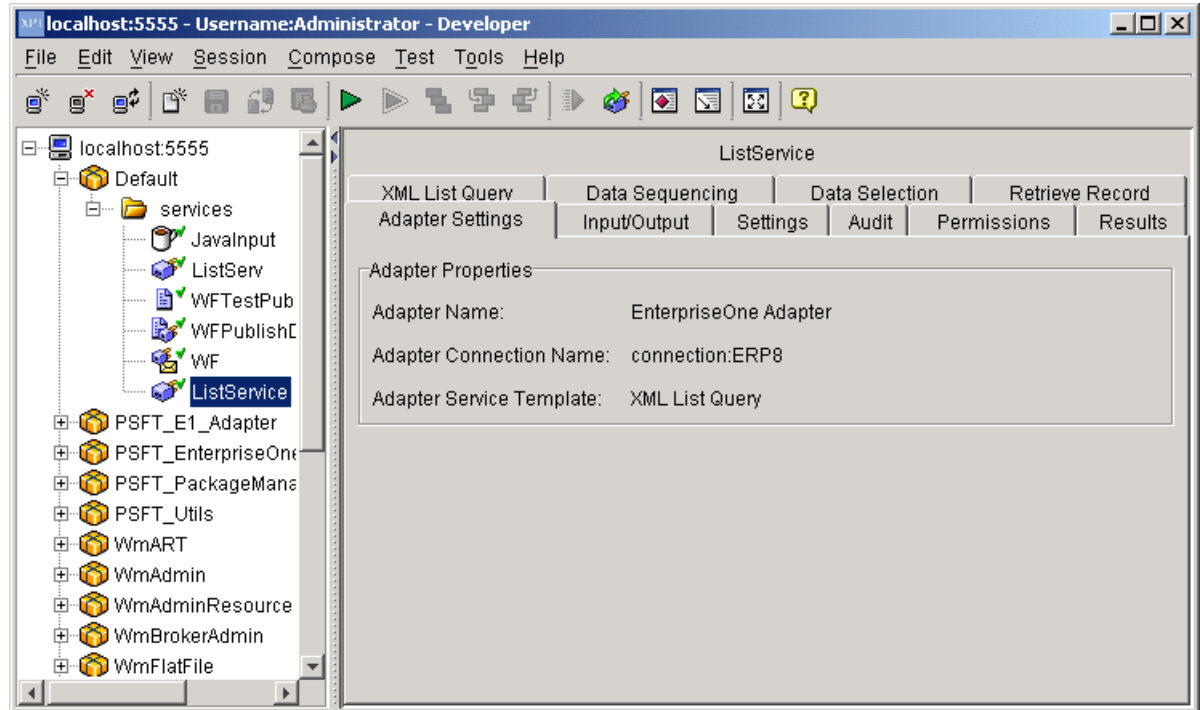 XPI localhost:5555 - Username:Administrator - Developer
File Edit View Session Compose Test Tools Help
localhost:5555
Default
services
JavaInput
ListServ
WFTestPub
WFPublishD
WF
ListService
PSFT_E1_Adapter
PSFT_EnterpriseOne
PSFT_PackageMana
PSFT_Utils
WmART
WmAdmin
WmAdminResource
WmBrokerAdmin
WmFlatFile
ListService
XML List Query Data Sequencing Data Selection Retrieve Record
Adapter Settings Input/Output Settings Audit Permissions Results
Adapter Properties
Adapter Name: EnterpriseOne Adapter
Adapter Connection Name: connection:ERP8
Adapter Service Template: XML List Query